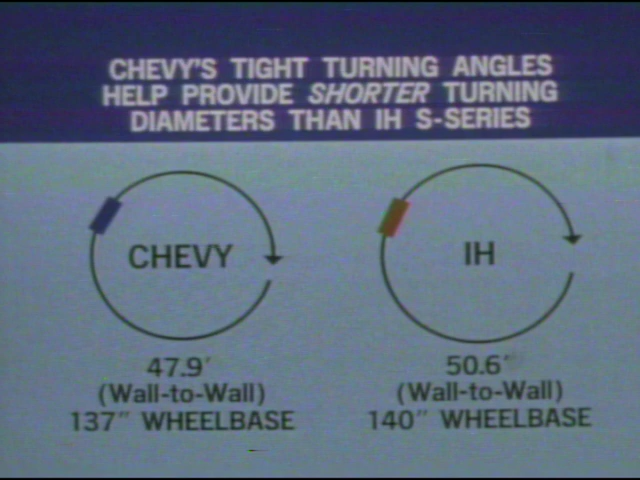 CHEVY'S TIGHT TURNING ANGLES
HELP PROVIDE SHORTER TURNING
DIAMETERS THAN IH S-SERIES
CHEVY
IH
47.9'
(Wall-to-Wall)
137" WHEELBASE
50.6'
(Wall-to-Wall)
140" WHEELBASE